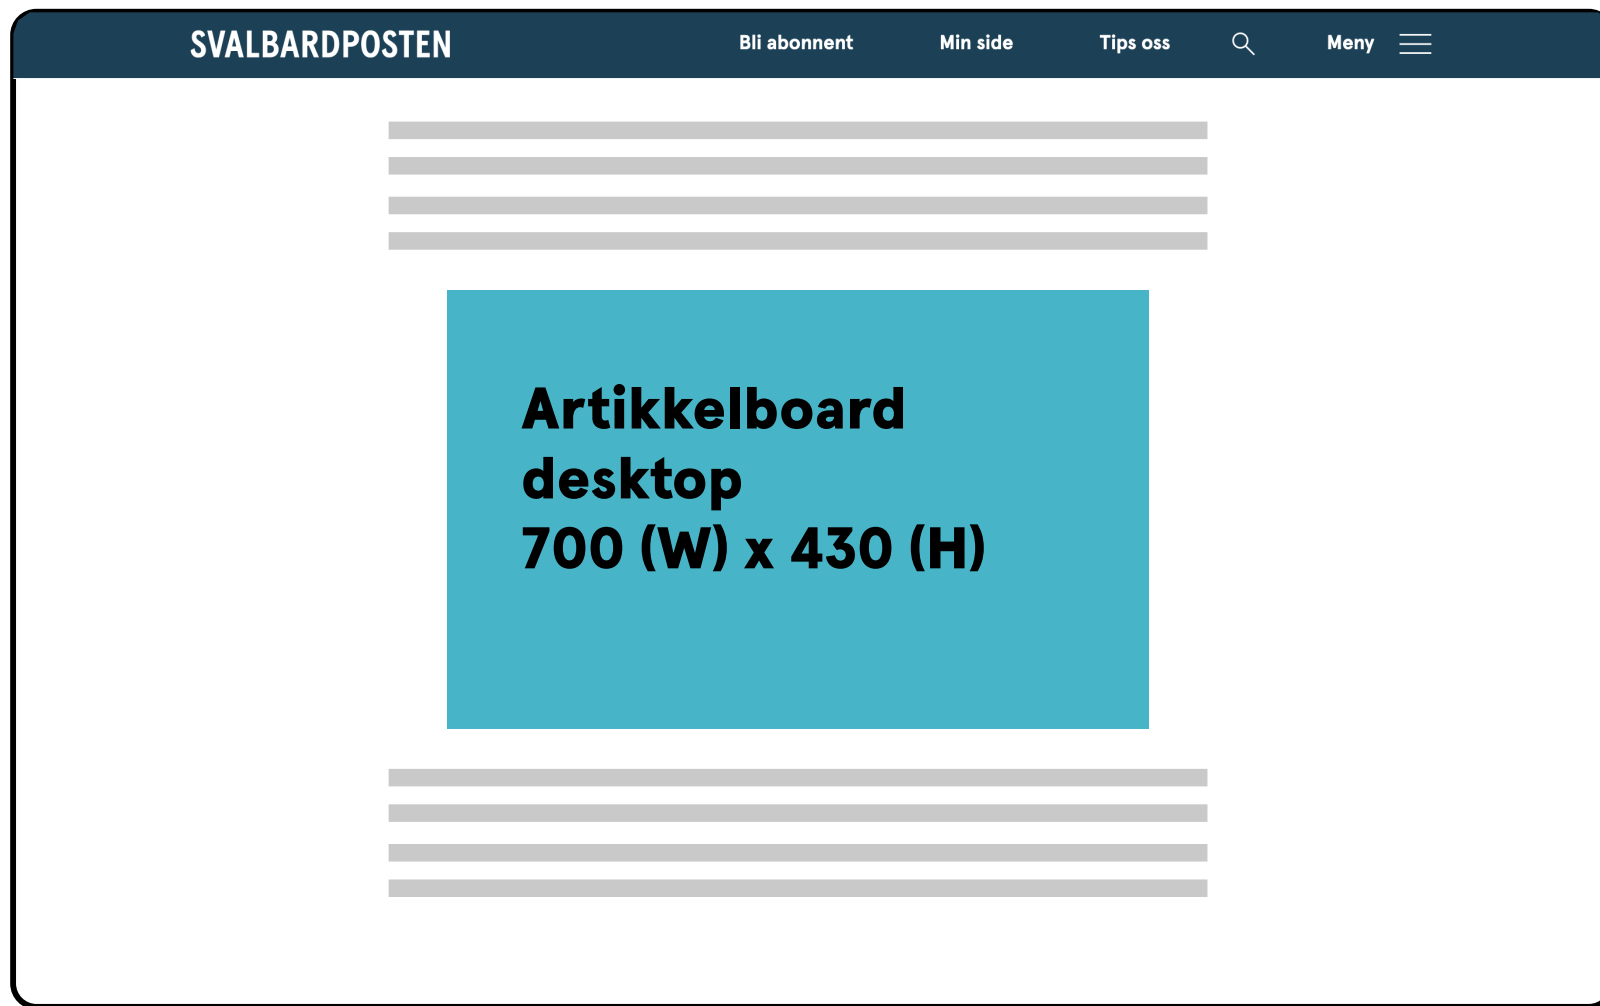 SVALBARDPOSTEN Bli abonnent Min side Tips oss Meny
Artikkelboard
desktop
700 (W) x 430 (H)